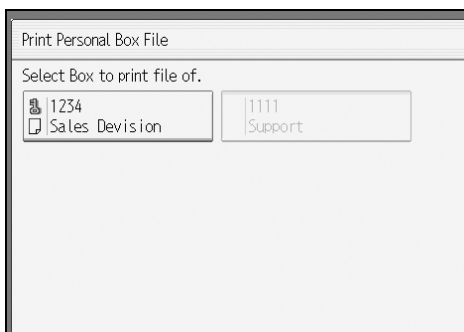 Print Personal Box File
Select Box to print file of.
1234
Sales Devision
1111
Support